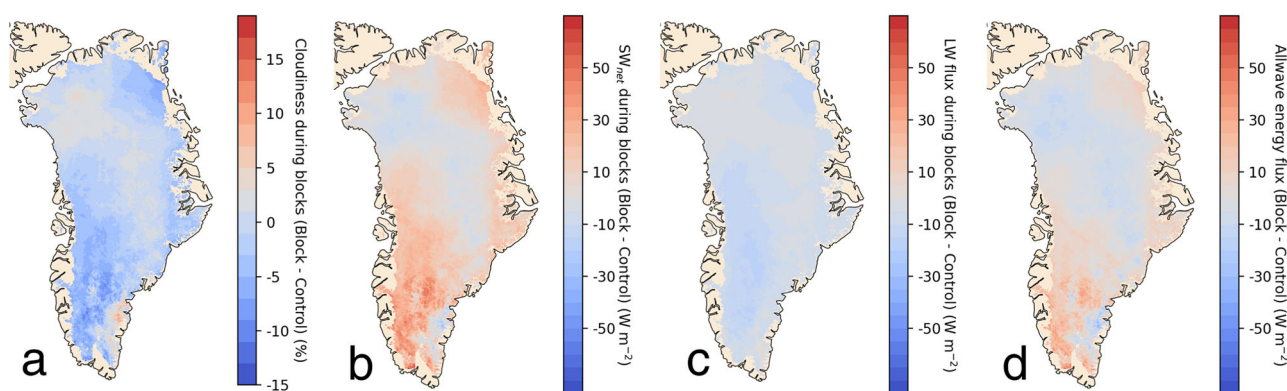 a
15
10
5
0
-5
-10
-15
Cloudiness during blocks (Block - Control) (%)
b
50
30
10
-10
-30
-50
SWnet during blocks (Block - Control) (W m−2)
c
50
30
10
-10
-30
-50
LW flux during blocks (Block - Control) (W m−2)
d
50
30
10
-10
-30
-50
Allwave energy flux
during blocks (Block - Control) (W m−2)